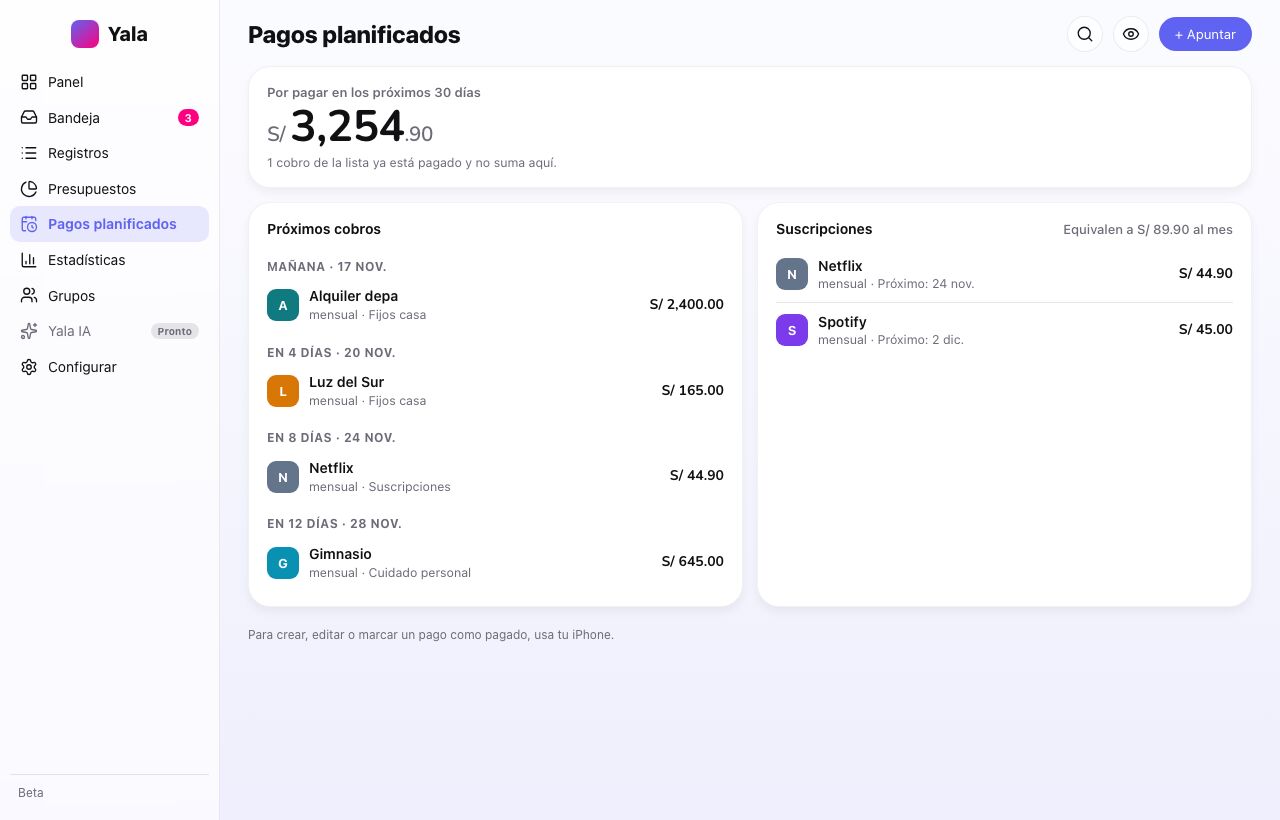 Yala
Panel
Bandeja 3
Registros
Presupuestos
Pagos planificados
Estadísticas
Grupos
Yala IA Pronto
Configurar
Beta
Pagos planificados
+ Apuntar
Por pagar en los próximos 30 días
S/ 3,254.90
1 cobro de la lista ya está pagado y no suma aquí.
Próximos cobros
MAÑANA · 17 NOV.
A
Alquiler depa
mensual · Fijos casa
S/ 2,400.00
EN 4 DÍAS · 20 NOV.
L
Luz del Sur
mensual · Fijos casa
S/ 165.00
EN 8 DÍAS · 24 NOV.
N
Netflix
mensual · Suscripciones
S/ 44.90
EN 12 DÍAS · 28 NOV.
G
Gimnasio
mensual · Cuidado personal
S/ 645.00
Suscripciones
Equivalen a S/ 89.90 al mes
N
Netflix
mensual · Próximo: 24 nov.
S/ 44.90
S
Spotify
mensual · Próximo: 2 dic.
S/ 45.00
Para crear, editar o marcar un pago como pagado, usa tu iPhone.